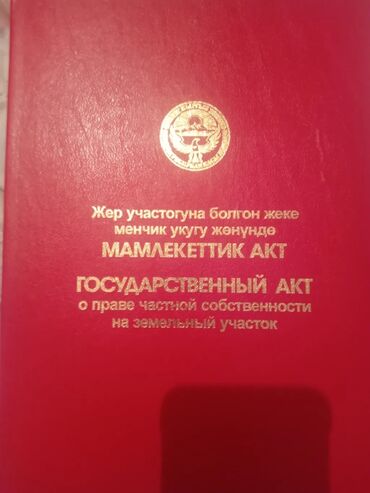 Жер участогуна болгон жеке
менчик укугу жөнүндө
МАМЛЕКЕТТИК АКТ
ГОСУДАРСТВЕННЫЙ АКТ
о праве частной собственности
на земельный участок